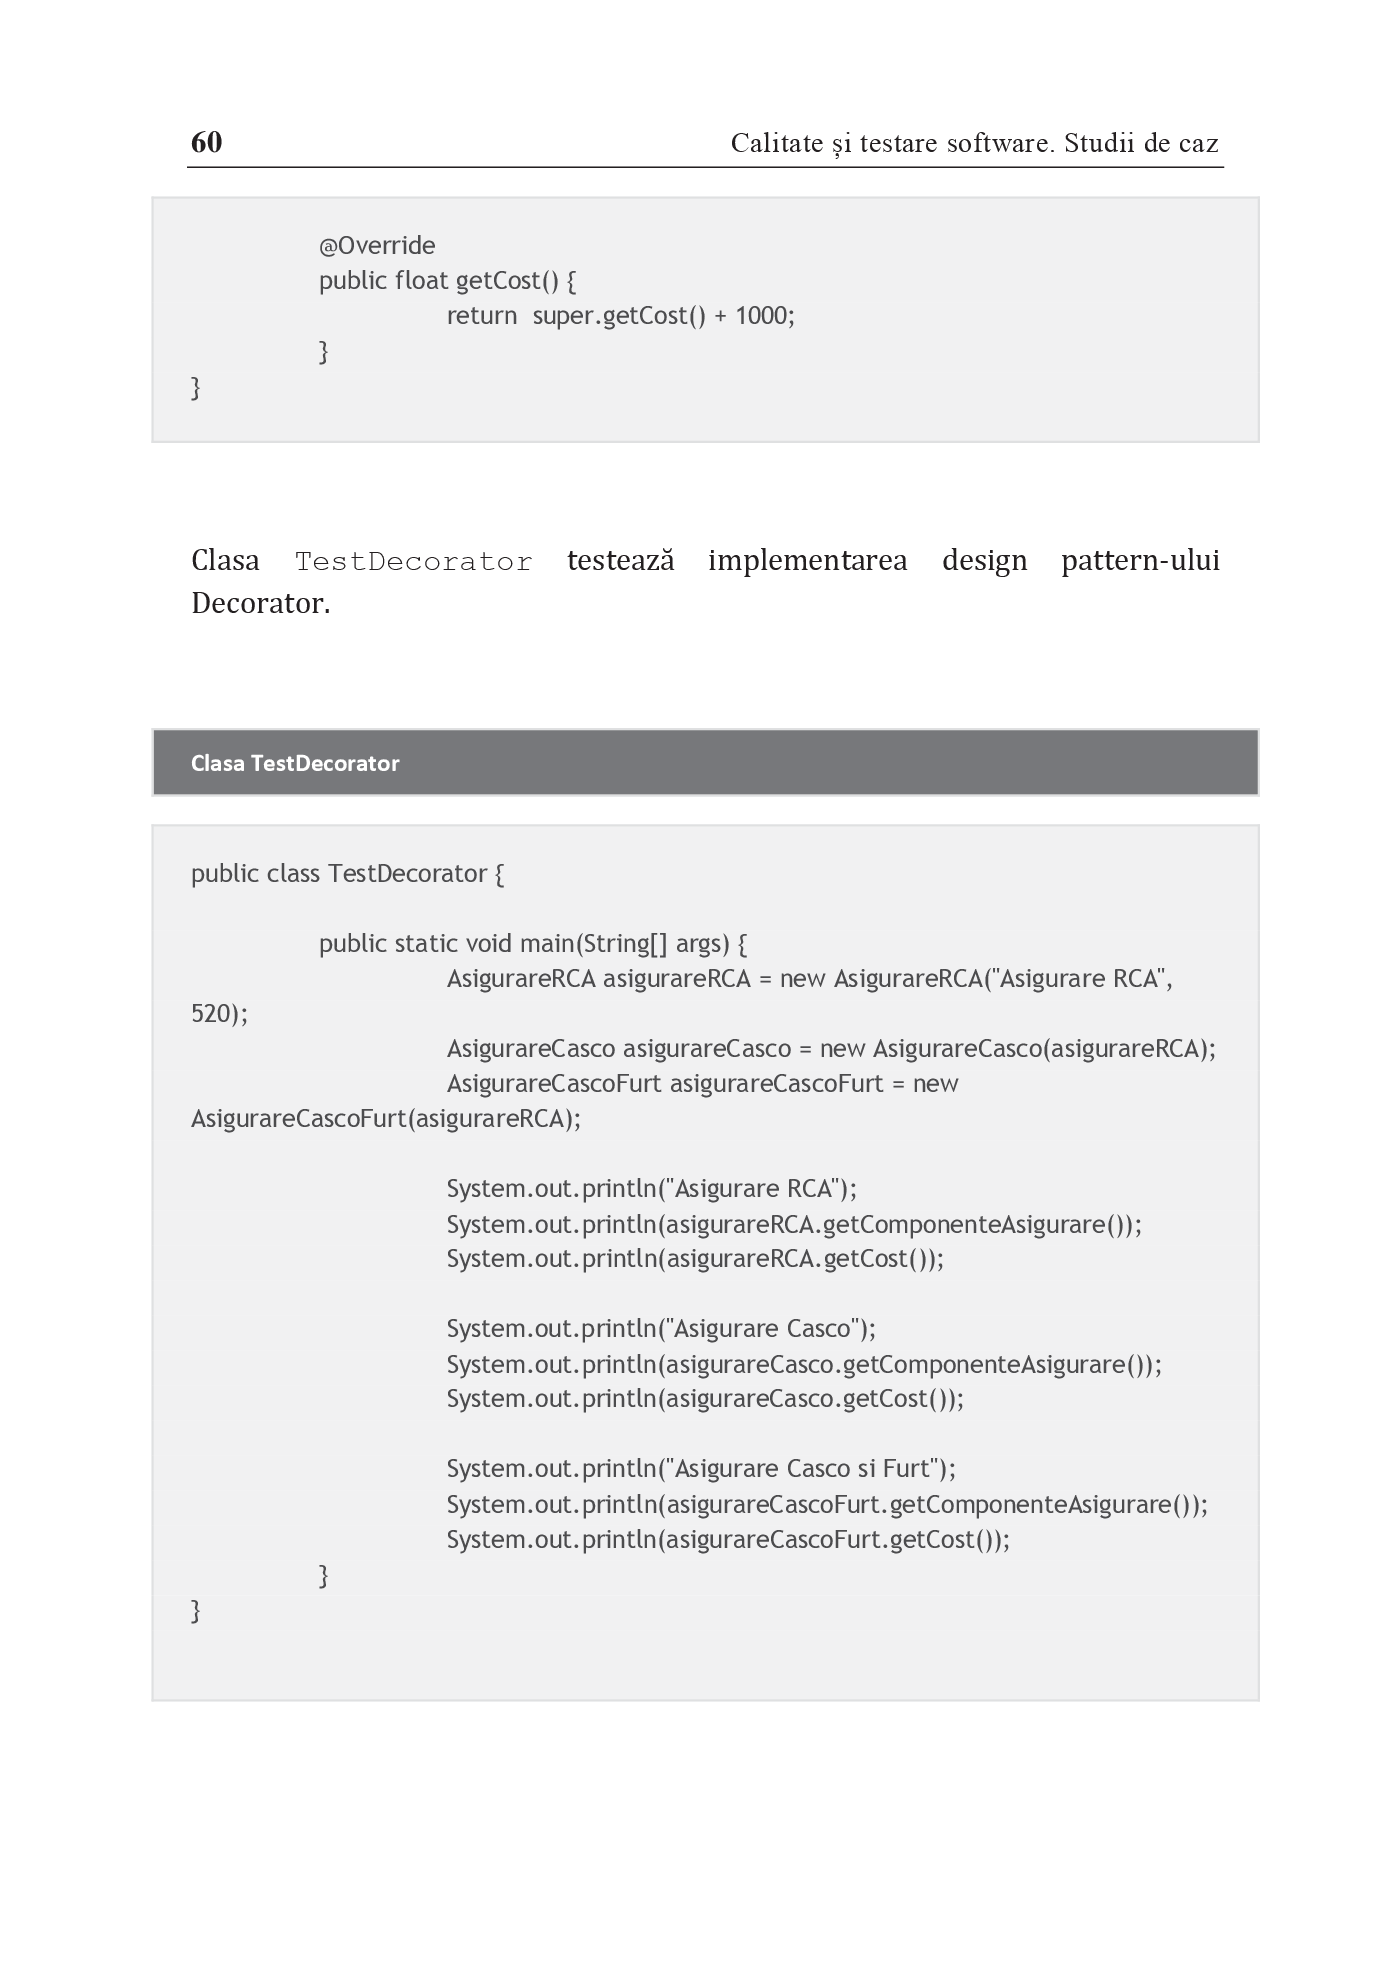 60 Calitate și testare software. Studii de caz
@Override
public float getCost() {
return super.getCost() + 1000;
}
}
Clasa TestDecorator testează implementarea design pattern-ului
Decorator.
Clasa TestDecorator
public class TestDecorator {
public static void main(String[] args) {
AsigurareRCA asigurareRCA = new AsigurareRCA("Asigurare RCA",
520);
AsigurareCasco asigurareCasco = new AsigurareCasco(asigurareRCA);
AsigurareCascoFurt asigurareCascoFurt = new
AsigurareCascoFurt(asigurareRCA);
System.out.println("Asigurare RCA");
System.out.println(asigurareRCA.getComponenteAsigurare());
System.out.println(asigurareRCA.getCost());
System.out.println("Asigurare Casco");
System.out.println(asigurareCasco.getComponenteAsigurare());
System.out.println(asigurareCasco.getCost());
System.out.println("Asigurare Casco si Furt");
System.out.println(asigurareCascoFurt.getComponenteAsigurare());
System.out.println(asigurareCascoFurt.getCost());
}
}